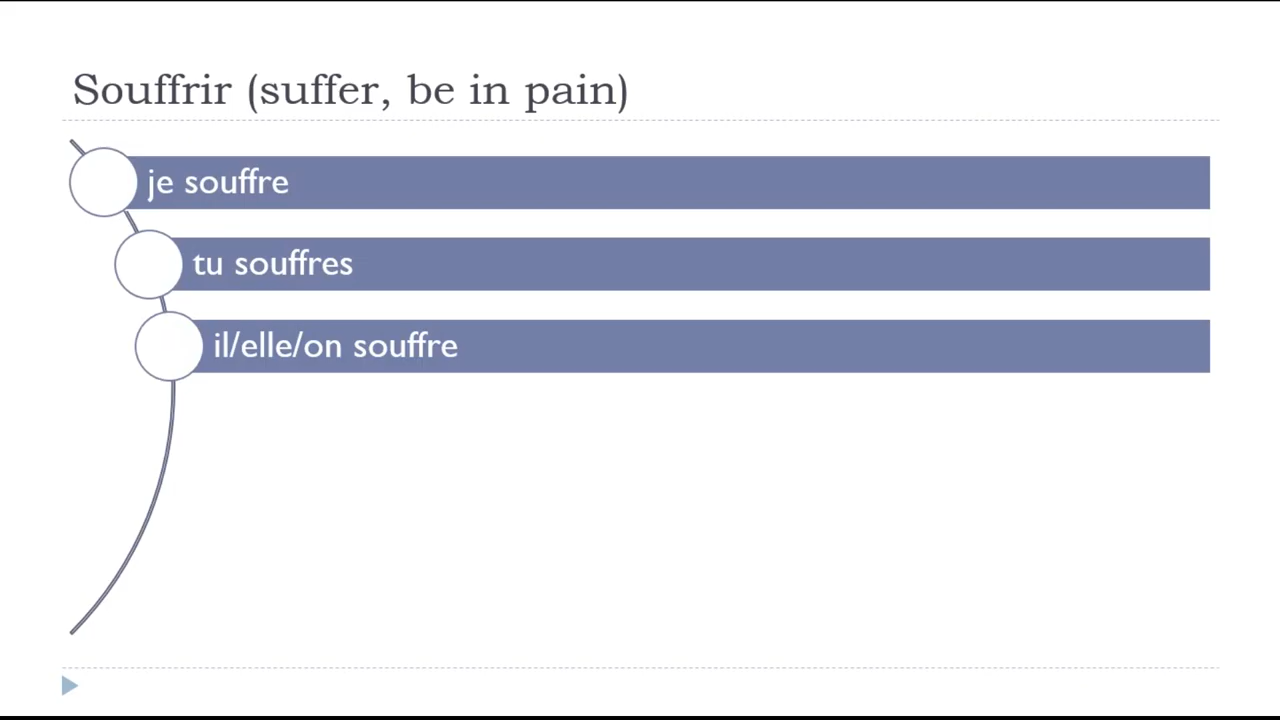 Souffrir (suffer, be in pain)
je souffre
tu souffres
il/elle/on souffre